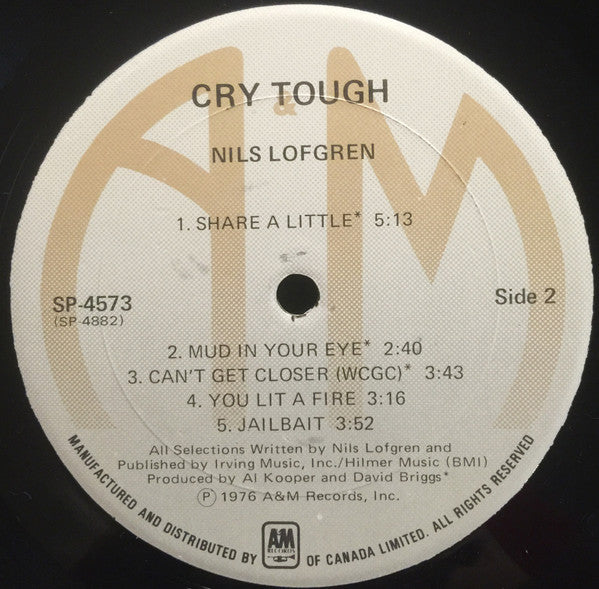 CRY TOUGH
A&M
NILS LOFGREN
1. SHARE A LITTLE* 5:13
SP-4573
(SP 4882)
Side 2
2. MUD IN YOUR EYE* 2:40
3. CAN'T GET CLOSER (WCGC)* 3:43
4. YOU LIT A FIRE 3:16
5. JAILBAIT 3:52
All Selections Written by Nils Lofgren and
Published by Irving Music, Inc./Hilmer Music (BMI)
Produced by Al Kooper and David Briggs*
Ⓟ 1976 A&M Records, Inc.
MANUFACTURED AND DISTRIBUTED BY A&M RECORDS OF CANADA LIMITED. ALL RIGHTS RESERVED